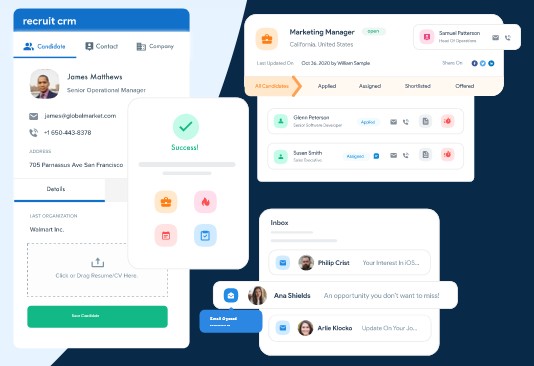 recruit crm
Candidate
Contact
Company
James Matthews
Senior Operational Manager
james@globalmarket.com
+1 650-443-8378
ADDRESS
705 Parnassus Ave San Francisco
Details
LAST ORGANISATION
Walmart Inc.
Click or Drag Resume/CV Here.
Save Candidate
Success!
Marketing Manager
OPEN
California, United States
Last Updated On: Oct 26, 2020 by William Sample
Samuel Patterson
Head Of Operations
Share On:
All Candidates
Applied
Assigned
Shortlisted
Offered
Glenn Peterson
Senior Software Developer
Applied
Susan Smith
Sales Executive
Assigned
Inbox
Philip Crist
Your Interest In iOS...
Ana Shields
An opportunity you don't want to miss!
Email Opened
Arlie Klocko
Update On Your Jo...